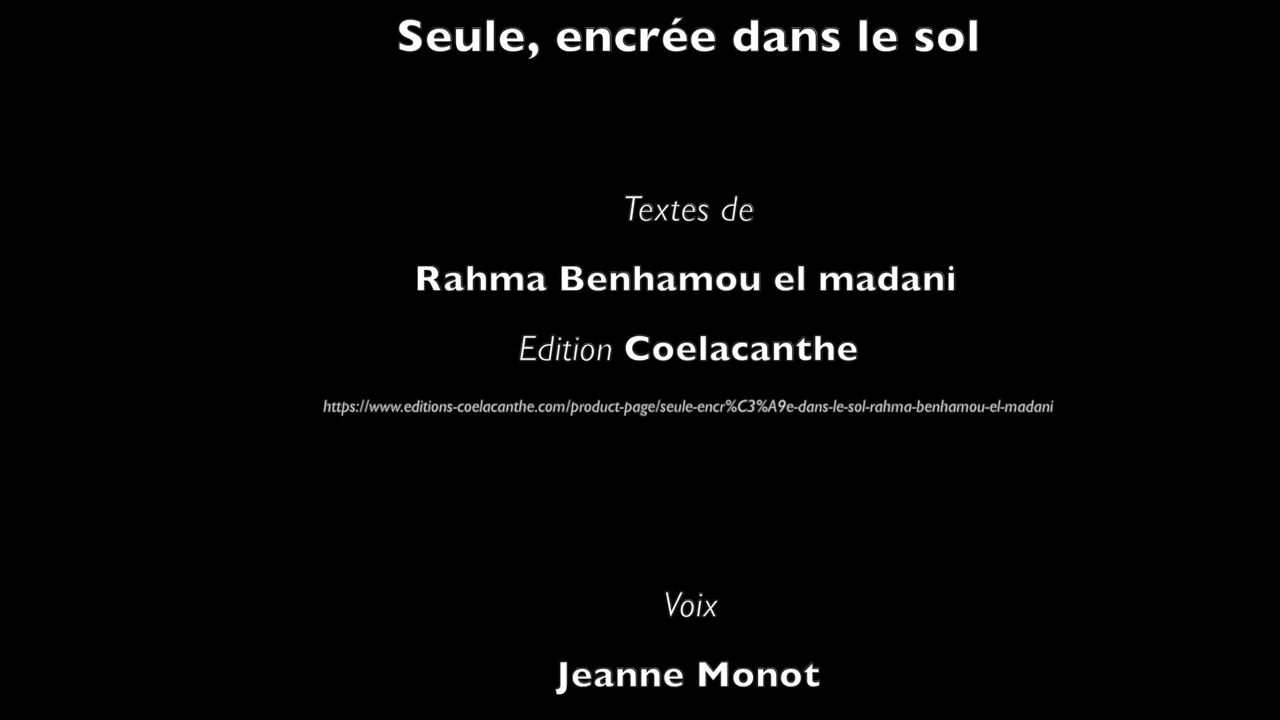 Seule, encrée dans le sol
Textes de
Rahma Benhamou el madani
Edition Coelacanthe
https://www.editions-coelacanthe.com/product-page/seule-encr%C3%A9e-dans-le-sol-rahma-benhamou-el-madani
Voix
Jeanne Monot